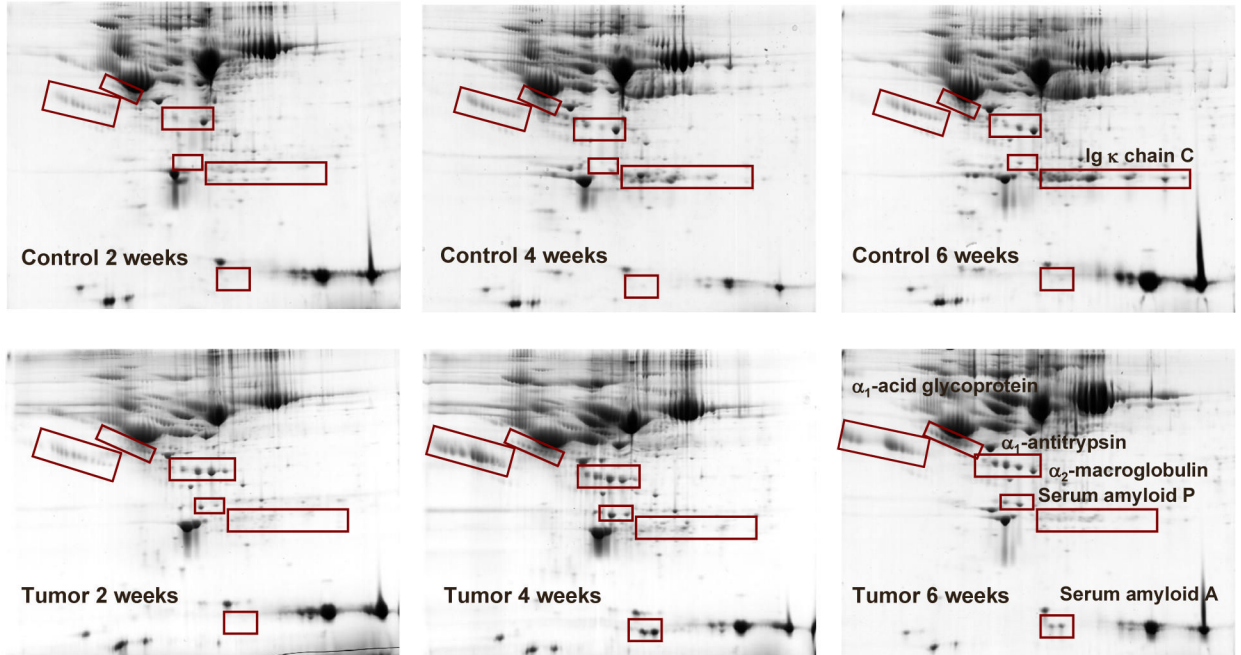 Ig κ chain C
Control 2 weeks
Control 4 weeks
Control 6 weeks
α1-acid glycoprotein
α1-antitrypsin
α2-macroglobulin
Serum amyloid P
Tumor 2 weeks
Tumor 4 weeks
Tumor 6 weeks
Serum amyloid A